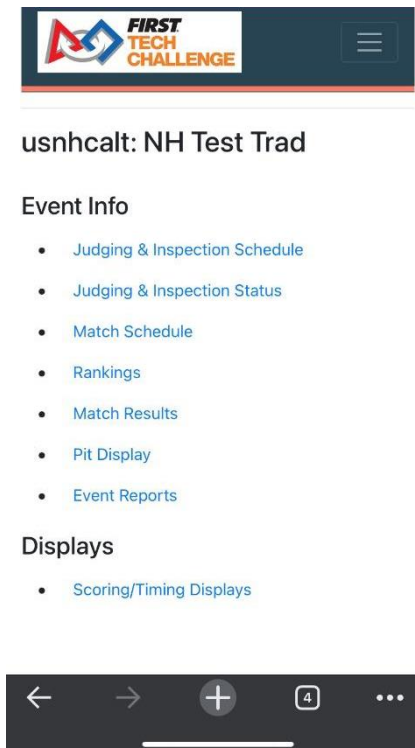 FIRST
TECH
CHALLENGE
usnhcalt: NH Test Trad
Event Info
Judging & Inspection Schedule
Judging & Inspection Status
Match Schedule
Rankings
Match Results
Pit Display
Event Reports
Displays
Scoring/Timing Displays
4